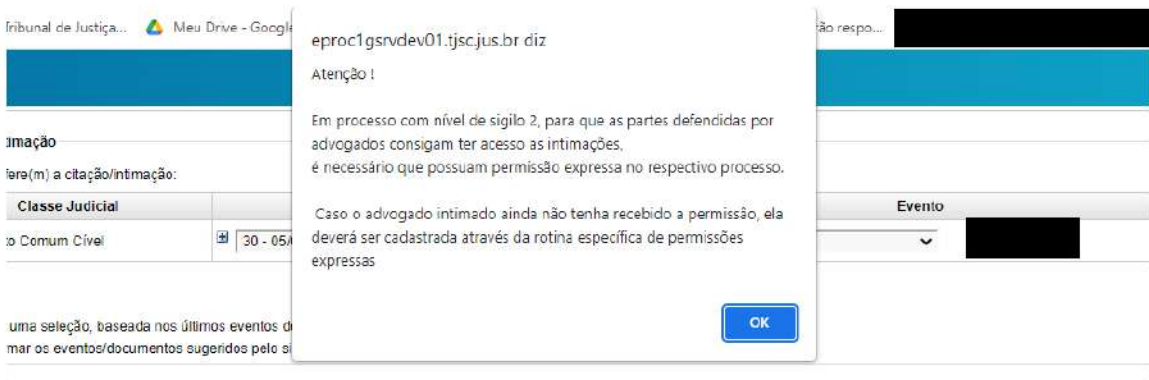 Tribunal de Justiça... Meu Drive - Google ão respo...
eproc1gsrvdev01.tjsc.jus.br diz
Atenção !
Em processo com nível de sigilo 2, para que as partes defendidas por
advogados consigam ter acesso as intimações,
é necessário que possuam permissão expressa no respectivo processo.
Caso o advogado intimado ainda não tenha recebido a permissão, ela
deverá ser cadastrada através da rotina específica de permissões
expressas
OK
timação
fere(m) a citação/intimação:
Classe Judicial Evento
to Comum Cível 30 - 05/
uma seleção, baseada nos últimos eventos d
mar os eventos/documentos sugeridos pelo si